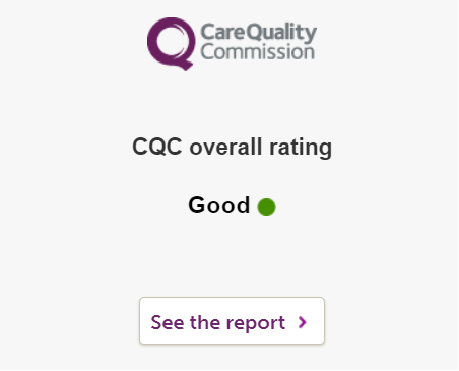 CareQuality
Commission
CQC overall rating
Good
See the report